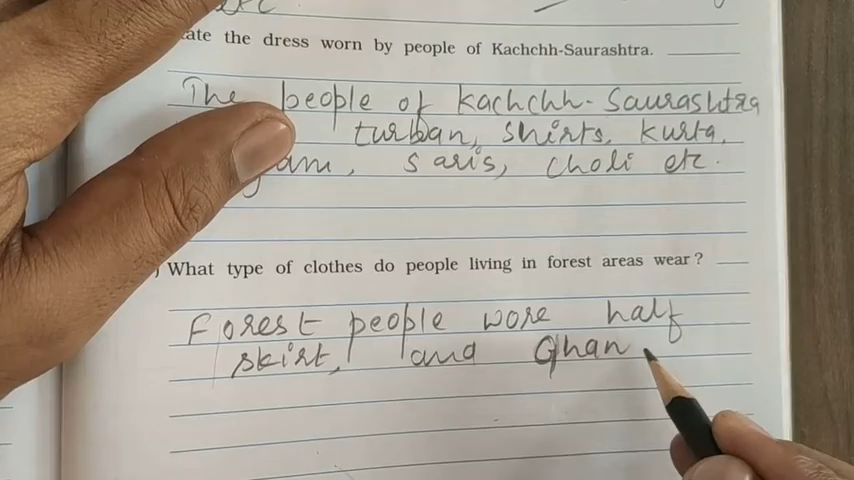 ate the dress worn by people of Kachchh-Saurashtra.
The people of Kachchh-Saurashtra
turban, shirts, kurta,
saris, choli etc.
What type of clothes do people living in forest areas wear?
Forest people wore half
skirt, and Ghan